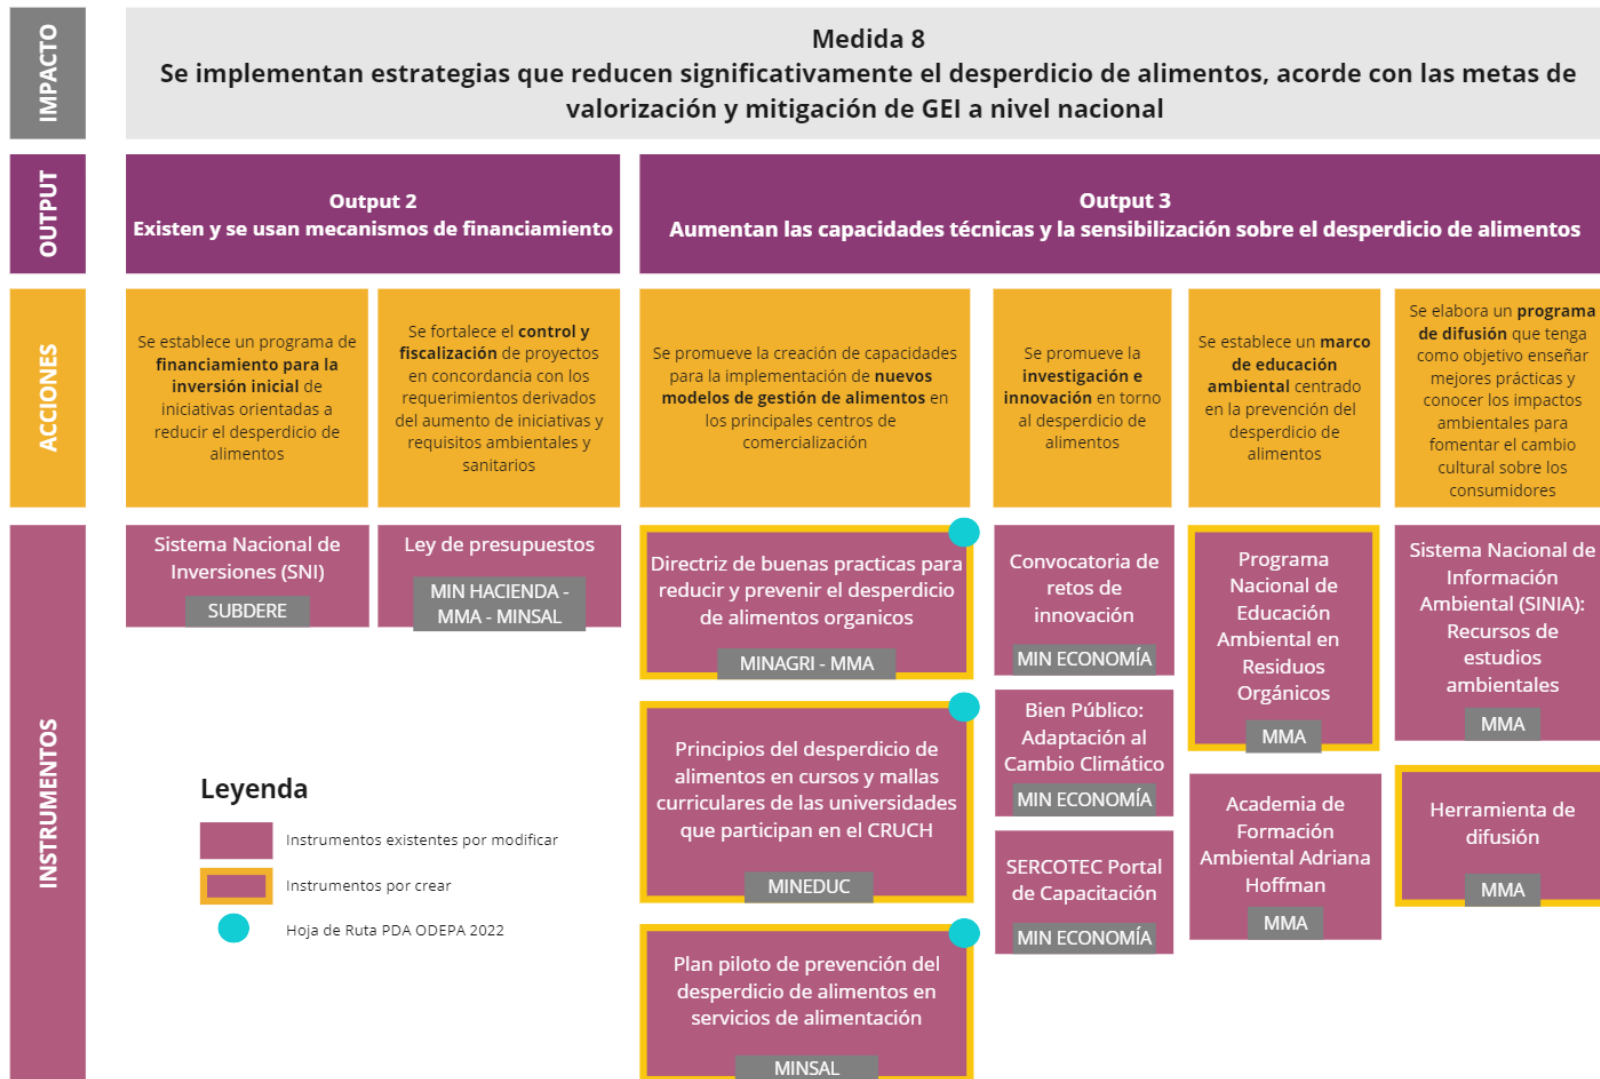 IMPACTO
Medida 8
Se implementan estrategias que reducen significativamente el desperdicio de alimentos, acorde con las metas de
valorización y mitigación de GEI a nivel nacional
OUTPUT
Output 2
Existen y se usan mecanismos de financiamiento
Output 3
Aumentan las capacidades técnicas y la sensibilización sobre el desperdicio de alimentos
ACCIONES
Se establece un programa de
financiamiento para la
inversión inicial de
iniciativas orientadas a
reducir el desperdicio de
alimentos
Se fortalece el control y
fiscalización de proyectos
en concordancia con los
requerimientos derivados
del aumento de iniciativas y
requisitos ambientales y
sanitarios
Se promueve la creación de capacidades
para la implementación de nuevos
modelos de gestión de alimentos en
los principales centros de
comercialización
Se promueve la
investigación e
innovación en torno
al desperdicio de
alimentos
Se establece un marco
de educación
ambiental centrado
en la prevención del
desperdicio de
alimentos
Se elabora un programa
de difusión que tenga
como objetivo enseñar
mejores prácticas y
conocer los impactos
ambientales para
fomentar el cambio
cultural sobre los
consumidores
INSTRUMENTOS
Sistema Nacional de
Inversiones (SNI)
SUBDERE
Ley de presupuestos
MIN HACIENDA -
MMA - MINSAL
Directriz de buenas practicas para
reducir y prevenir el desperdicio
de alimentos organicos
MINAGRI - MMA
Principios del desperdicio de
alimentos en cursos y mallas
curriculares de las universidades
que participan en el CRUCH
MINEDUC
Plan piloto de prevención del
desperdicio de alimentos en
servicios de alimentación
MINSAL
Convocatoria de
retos de
innovación
MIN ECONOMÍA
Bien Público:
Adaptación al
Cambio Climático
MIN ECONOMÍA
SERCOTEC Portal
de Capacitación
MIN ECONOMÍA
Programa
Nacional de
Educación
Ambiental en
Residuos
Orgánicos
MMA
Academia de
Formación
Ambiental Adriana
Hoffman
MMA
Sistema Nacional de
Información
Ambiental (SINIA):
Recursos de
estudios
ambientales
MMA
Herramienta de
difusión
MMA
Leyenda
Instrumentos existentes por modificar
Instrumentos por crear
Hoja de Ruta PDA ODEPA 2022